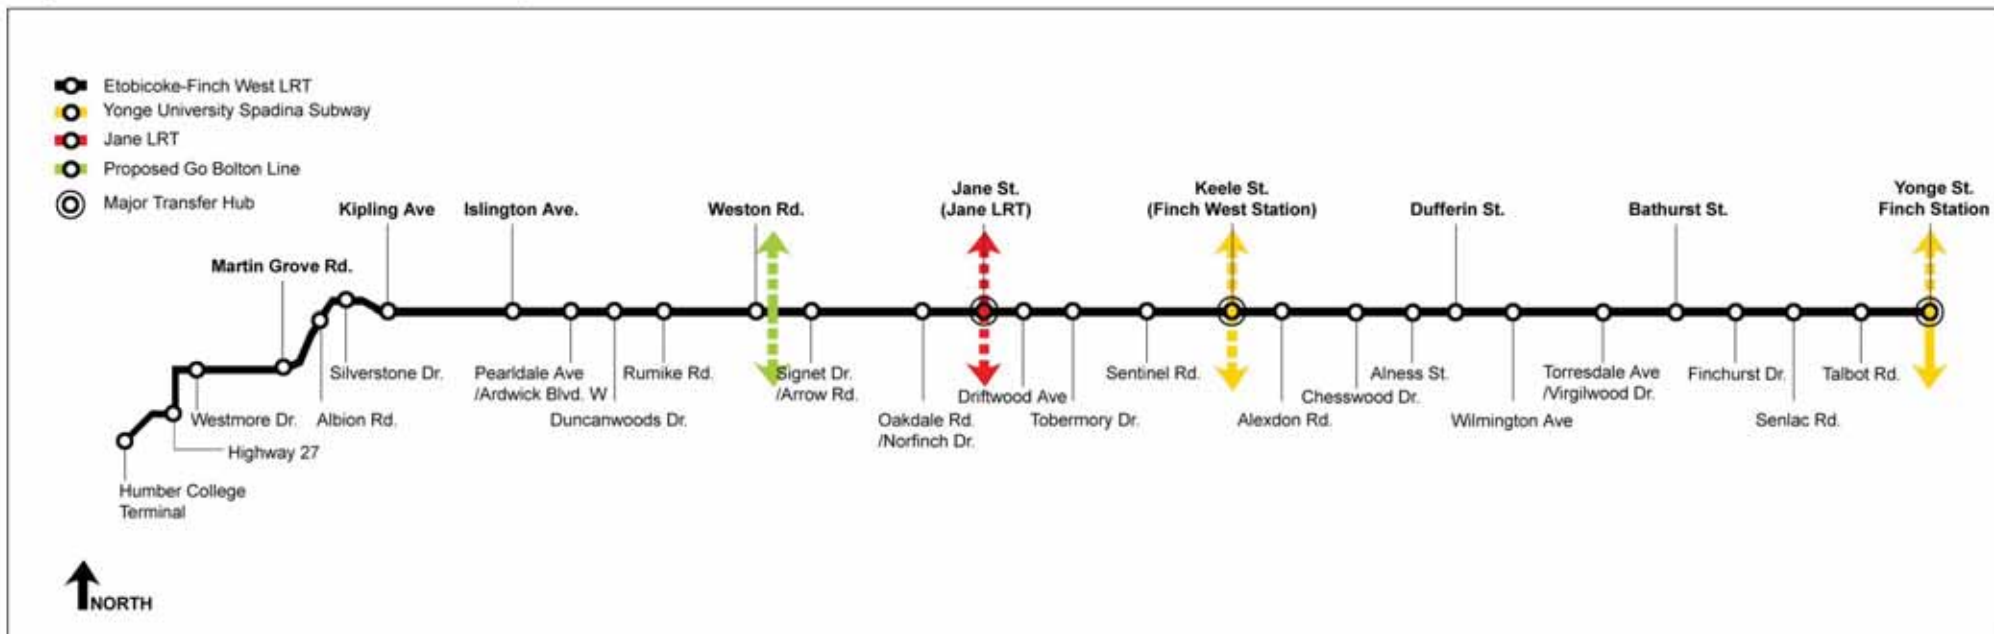 Etobicoke-Finch West LRT
Yonge University Spadina Subway
Jane LRT
Proposed Go Bolton Line
Major Transfer Hub
Kipling Ave
Islington Ave.
Weston Rd.
Jane St.
(Jane LRT)
Keele St.
(Finch West Station)
Dufferin St.
Bathurst St.
Yonge St.
Finch Station
Martin Grove Rd.
Silverstone Dr.
Pearldale Ave
/Ardwick Blvd. W
Rumike Rd.
Signet Dr.
/Arrow Rd.
Driftwood Ave
Sentinel Rd.
Chesswood Dr.
Alness St.
Torresdale Ave
/Virgilwood Dr.
Finchurst Dr.
Talbot Rd.
Westmore Dr.
Albion Rd.
Duncanwoods Dr.
Oakdale Rd.
/Norfinch Dr.
Tobermory Dr.
Alexdon Rd.
Wilmington Ave
Senlac Rd.
Highway 27
Humber College
Terminal
NORTH